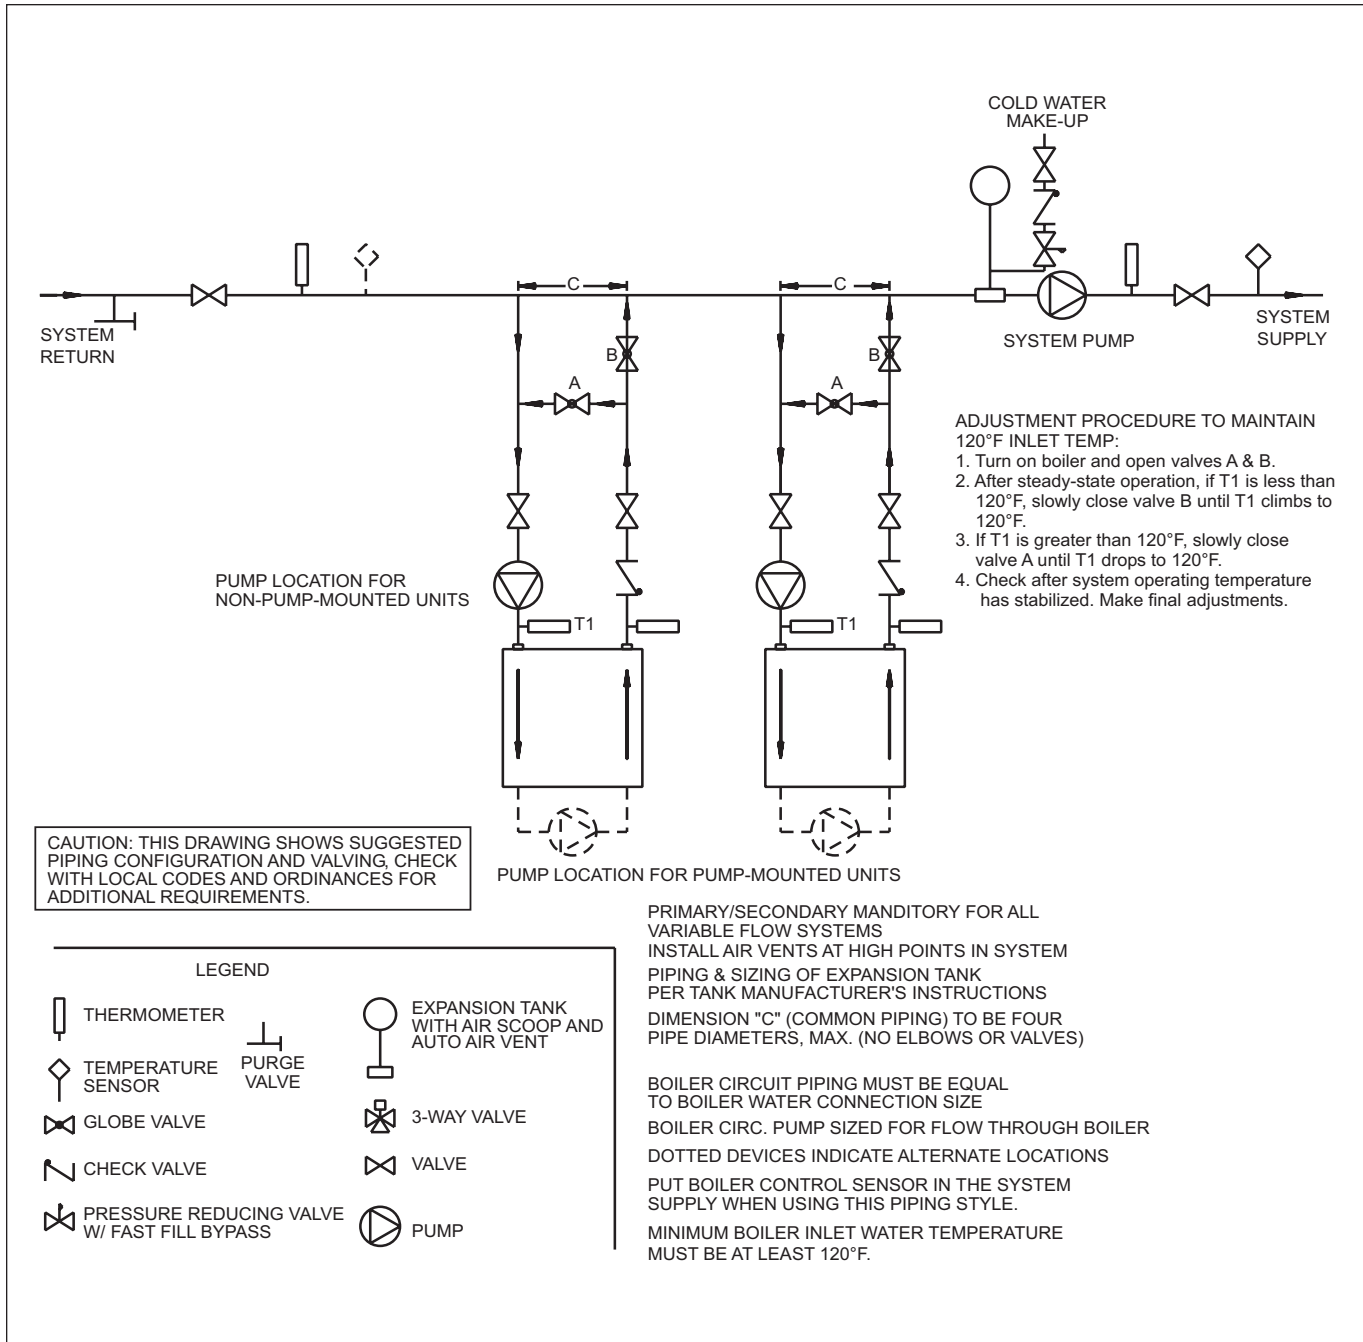 COLD WATER
MAKE-UP
C
C
SYSTEM
RETURN
SYSTEM PUMP
SYSTEM
SUPPLY
B
B
A
A
ADJUSTMENT PROCEDURE TO MAINTAIN
120°F INLET TEMP:
1. Turn on boiler and open valves A & B.
2. After steady-state operation, if T1 is less than
120°F, slowly close valve B until T1 climbs to
120°F.
3. If T1 is greater than 120°F, slowly close
valve A until T1 drops to 120°F.
4. Check after system operating temperature
has stabilized. Make final adjustments.
PUMP LOCATION FOR
NON-PUMP-MOUNTED UNITS
T1
T1
CAUTION: THIS DRAWING SHOWS SUGGESTED
PIPING CONFIGURATION AND VALVING, CHECK
WITH LOCAL CODES AND ORDINANCES FOR
ADDITIONAL REQUIREMENTS.
PUMP LOCATION FOR PUMP-MOUNTED UNITS
LEGEND
THERMOMETER
TEMPERATURE
SENSOR
PURGE
VALVE
GLOBE VALVE
CHECK VALVE
PRESSURE REDUCING VALVE
W/ FAST FILL BYPASS
EXPANSION TANK
WITH AIR SCOOP AND
AUTO AIR VENT
3-WAY VALVE
VALVE
PUMP
PRIMARY/SECONDARY MANDITORY FOR ALL
VARIABLE FLOW SYSTEMS
INSTALL AIR VENTS AT HIGH POINTS IN SYSTEM
PIPING & SIZING OF EXPANSION TANK
PER TANK MANUFACTURER'S INSTRUCTIONS
DIMENSION "C" (COMMON PIPING) TO BE FOUR
PIPE DIAMETERS, MAX. (NO ELBOWS OR VALVES)
BOILER CIRCUIT PIPING MUST BE EQUAL
TO BOILER WATER CONNECTION SIZE
BOILER CIRC. PUMP SIZED FOR FLOW THROUGH BOILER
DOTTED DEVICES INDICATE ALTERNATE LOCATIONS
PUT BOILER CONTROL SENSOR IN THE SYSTEM
SUPPLY WHEN USING THIS PIPING STYLE.
MINIMUM BOILER INLET WATER TEMPERATURE
MUST BE AT LEAST 120°F.